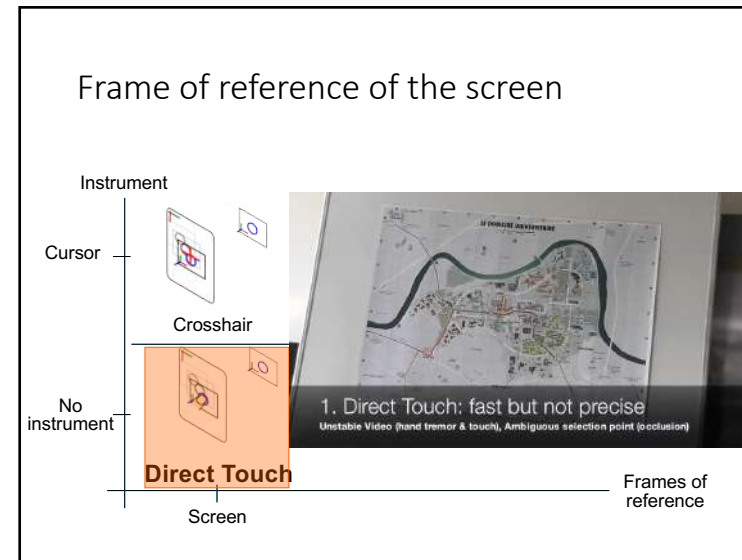 Frame of reference of the screen
Instrument
Cursor
Crosshair
No
instrument
Direct Touch
Screen
Frames of
reference
1. Direct Touch: fast but not precise
Unstable Video (hand tremor & touch), Ambiguous selection point (occlusion)